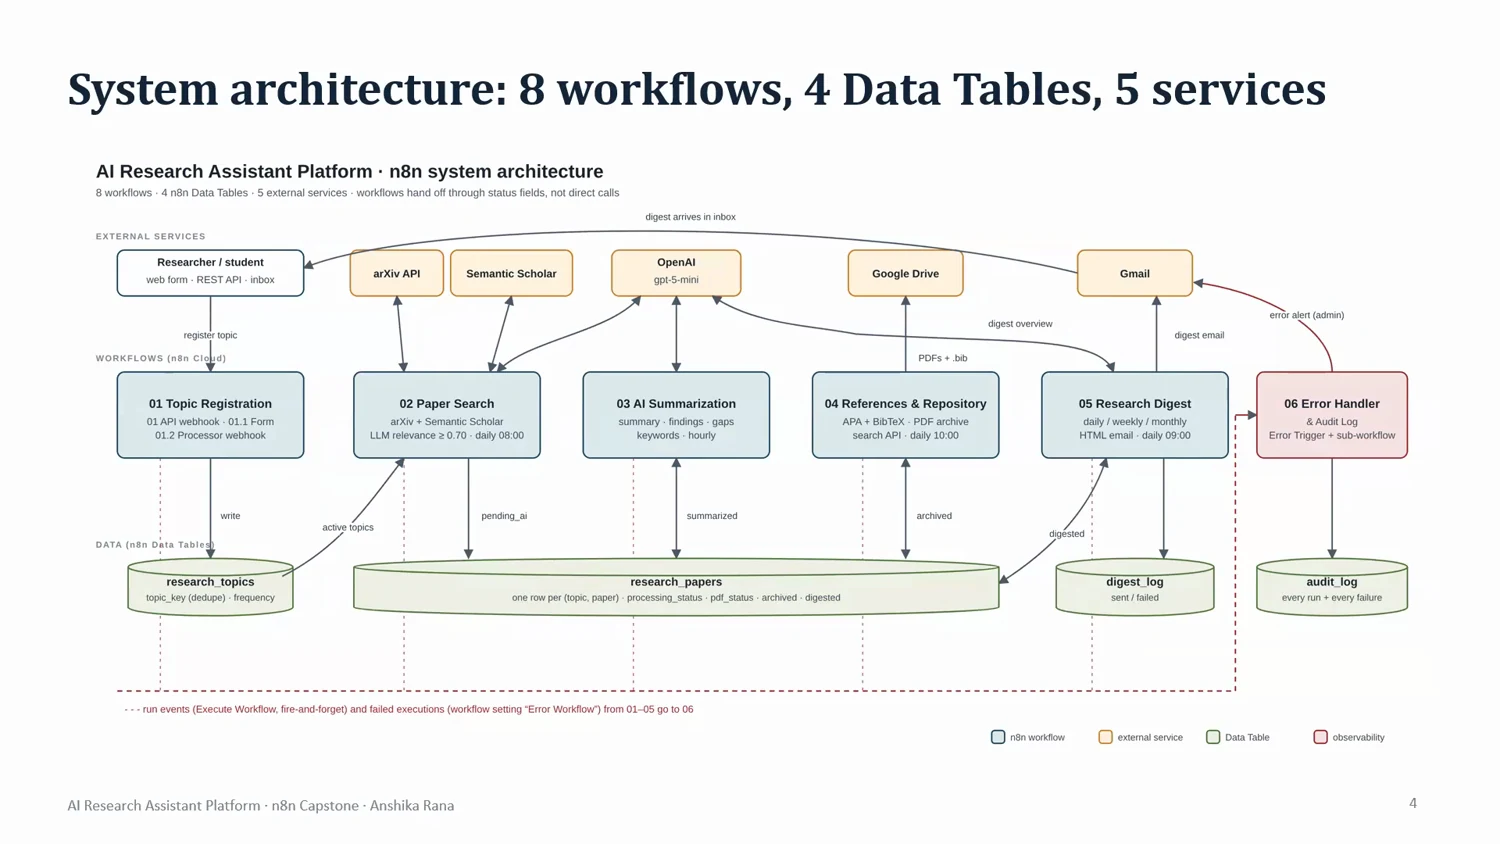 System architecture: 8 workflows, 4 Data Tables, 5 services
AI Research Assistant Platform · n8n system architecture
8 workflows · 4 n8n Data Tables · 5 external services · workflows hand off through status fields, not direct calls
digest arrives in inbox
EXTERNAL SERVICES
Researcher / student
web form · REST API · inbox
arXiv API
Semantic Scholar
OpenAI
gpt-5-mini
Google Drive
Gmail
register topic
digest overview
digest email
error alert (admin)
WORKFLOWS (n8n Cloud)
PDFs + .bib
01 Topic Registration
01 API webhook · 01.1 Form
01.2 Processor webhook
02 Paper Search
arXiv + Semantic Scholar
LLM relevance ≥ 0.70 · daily 08:00
03 AI Summarization
summary · findings · gaps
keywords · hourly
04 References & Repository
APA + BibTeX · PDF archive
search API · daily 10:00
05 Research Digest
daily / weekly / monthly
HTML email · daily 09:00
06 Error Handler
& Audit Log
Error Trigger + sub-workflow
write
active topics
pending_ai
summarized
archived
digested
DATA (n8n Data Tables)
research_topics
topic_key (dedupe) · frequency
research_papers
one row per (topic, paper) · processing_status · pdf_status · archived · digested
digest_log
sent / failed
audit_log
every run + every failure
- - - run events (Execute Workflow, fire-and-forget) and failed executions (workflow setting “Error Workflow”) from 01–05 go to 06
n8n workflow
external service
Data Table
observability
AI Research Assistant Platform · n8n Capstone · Anshika Rana
4